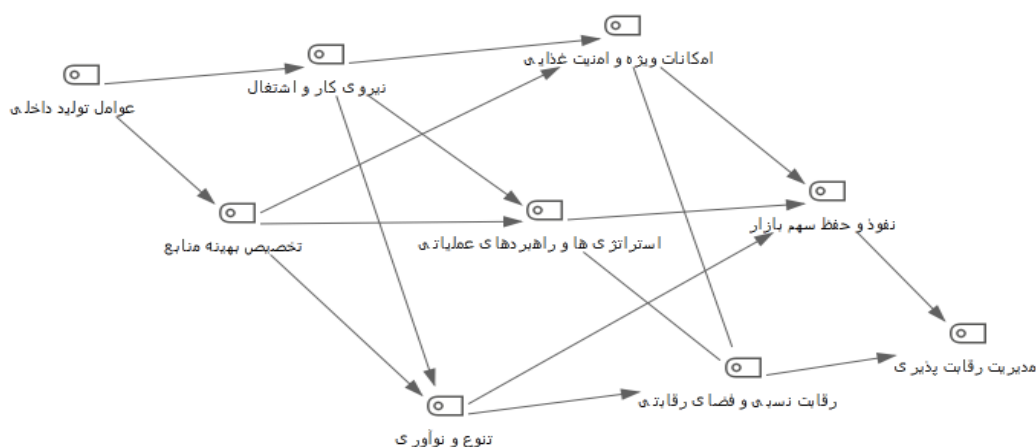 امکانات ویژه و امنیت غذایی
نیروی کار و اشتغال
عوامل تولید داخلی
نفوذ و حفظ سهم بازار
استراتژی ها و راهبردهای عملیاتی
تخصیص بهینه منابع
مدیریت رقابت پذیری
رقابت نسبی و فضای رقابتی
تنوع و نوآوری